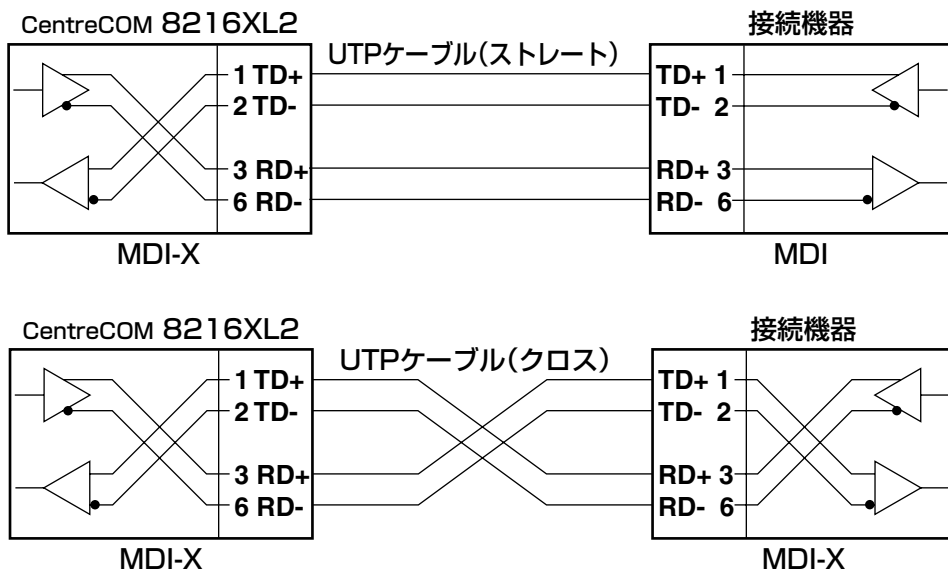 CentreCOM 8216XL2
接続機器
UTPケーブル(ストレート)
1 TD+
2 TD-
3 RD+
6 RD-
TD+ 1
TD- 2
RD+ 3
RD- 6
MDI-X
MDI
CentreCOM 8216XL2
接続機器
UTPケーブル(クロス)
1 TD+
2 TD-
3 RD+
6 RD-
TD+ 1
TD- 2
RD+ 3
RD- 6
MDI-X
MDI-X